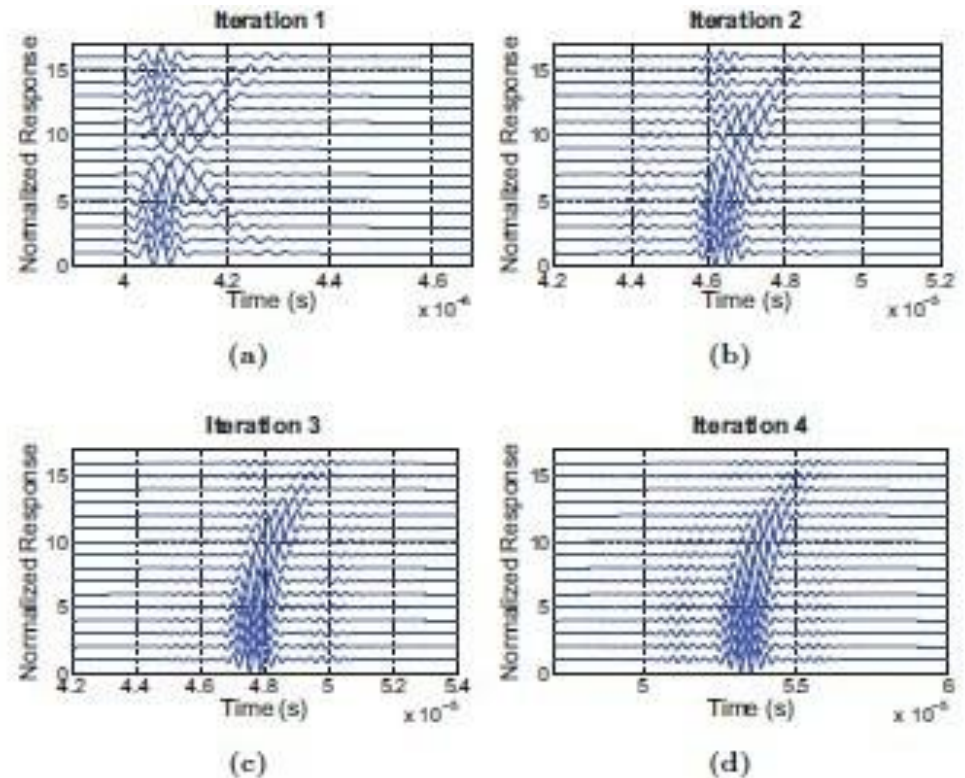 Iteration 1
Normalized Response
15
10
5
0
4
4.2
4.4
4.6
Time (s)
(a)
Iteration 2
Normalized Response
15
10
5
0
4.2
4.4
4.6
4.8
5
5.2
Time (s)
(b)
Iteration 3
Normalized Response
15
10
5
0
4.2
4.4
4.6
4.8
5
5.2
5.4
Time (s)
(c)
Iteration 4
Normalized Response
15
10
5
0
5
5.5
6
Time (s)
(d)